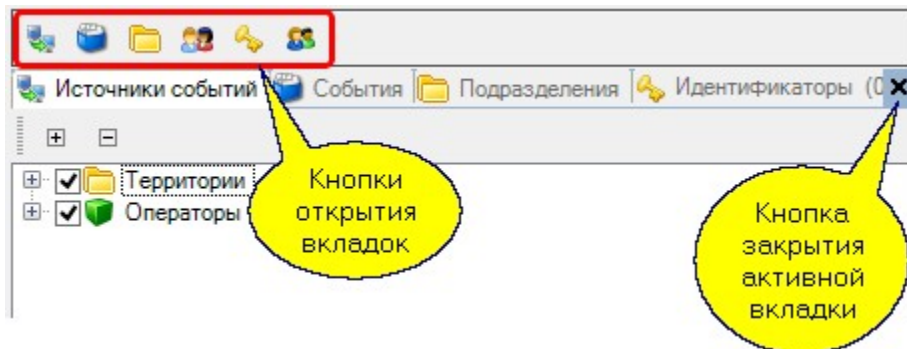 Источники событий События Подразделения Идентификаторы (0
Территории
Операторы
Кнопки
открытия
вкладок
Кнопка
закрытия
активной
вкладки